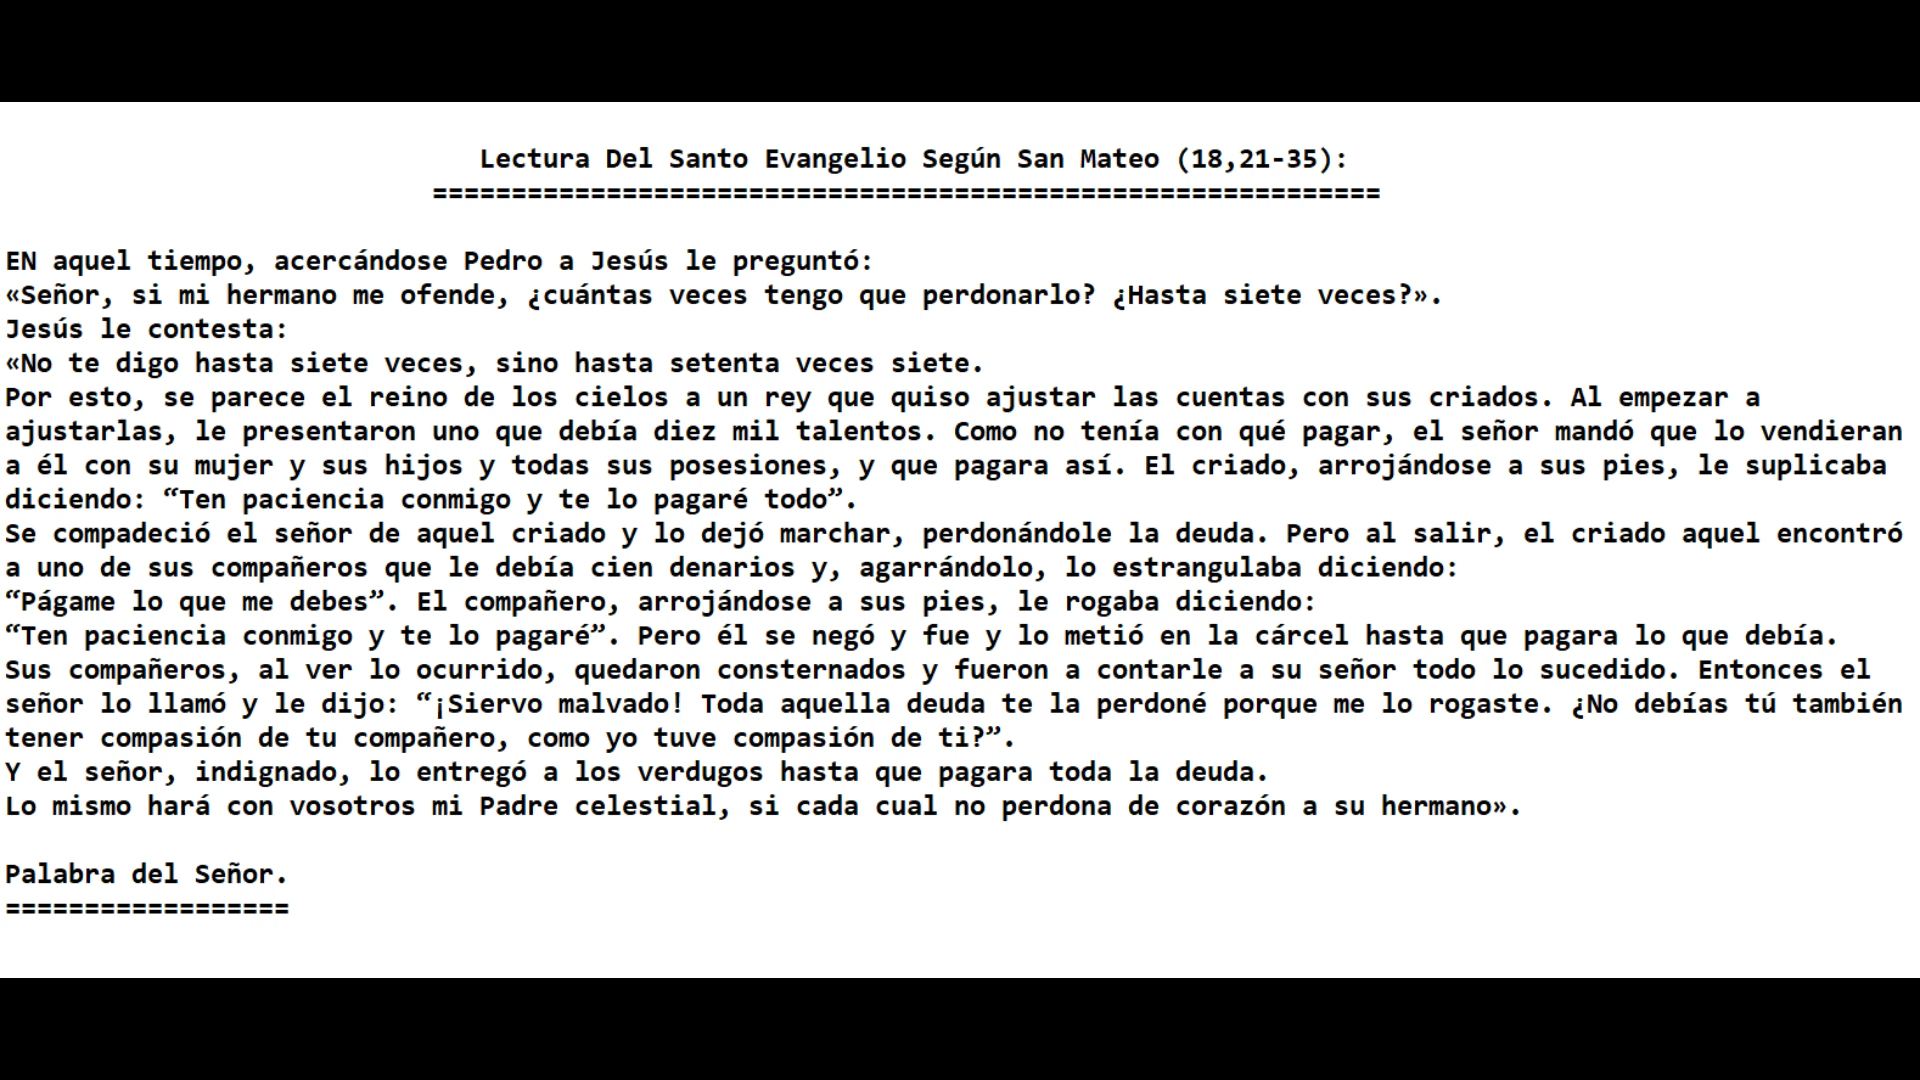 Lectura Del Santo Evangelio Según San Mateo (18,21-35):
============================================================
EN aquel tiempo, acercándose Pedro a Jesús le preguntó:
«Señor, si mi hermano me ofende, ¿cuántas veces tengo que perdonarlo? ¿Hasta siete veces?».
Jesús le contesta:
«No te digo hasta siete veces, sino hasta setenta veces siete.
Por esto, se parece el reino de los cielos a un rey que quiso ajustar las cuentas con sus criados. Al empezar a
ajustarlas, le presentaron uno que debía diez mil talentos. Como no tenía con qué pagar, el señor mandó que lo vendieran
a él con su mujer y sus hijos y todas sus posesiones, y que pagara así. El criado, arrojándose a sus pies, le suplicaba
diciendo: “Ten paciencia conmigo y te lo pagaré todo”.
Se compadeció el señor de aquel criado y lo dejó marchar, perdonándole la deuda. Pero al salir, el criado aquel encontró
a uno de sus compañeros que le debía cien denarios y, agarrándolo, lo estrangulaba diciendo:
“Págame lo que me debes”. El compañero, arrojándose a sus pies, le rogaba diciendo:
“Ten paciencia conmigo y te lo pagaré”. Pero él se negó y fue y lo metió en la cárcel hasta que pagara lo que debía.
Sus compañeros, al ver lo ocurrido, quedaron consternados y fueron a contarle a su señor todo lo sucedido. Entonces el
señor lo llamó y le dijo: “¡Siervo malvado! Toda aquella deuda te la perdoné porque me lo rogaste. ¿No debías tú también
tener compasión de tu compañero, como yo tuve compasión de ti?”.
Y el señor, indignado, lo entregó a los verdugos hasta que pagara toda la deuda.
Lo mismo hará con vosotros mi Padre celestial, si cada cual no perdona de corazón a su hermano».
Palabra del Señor.
==================